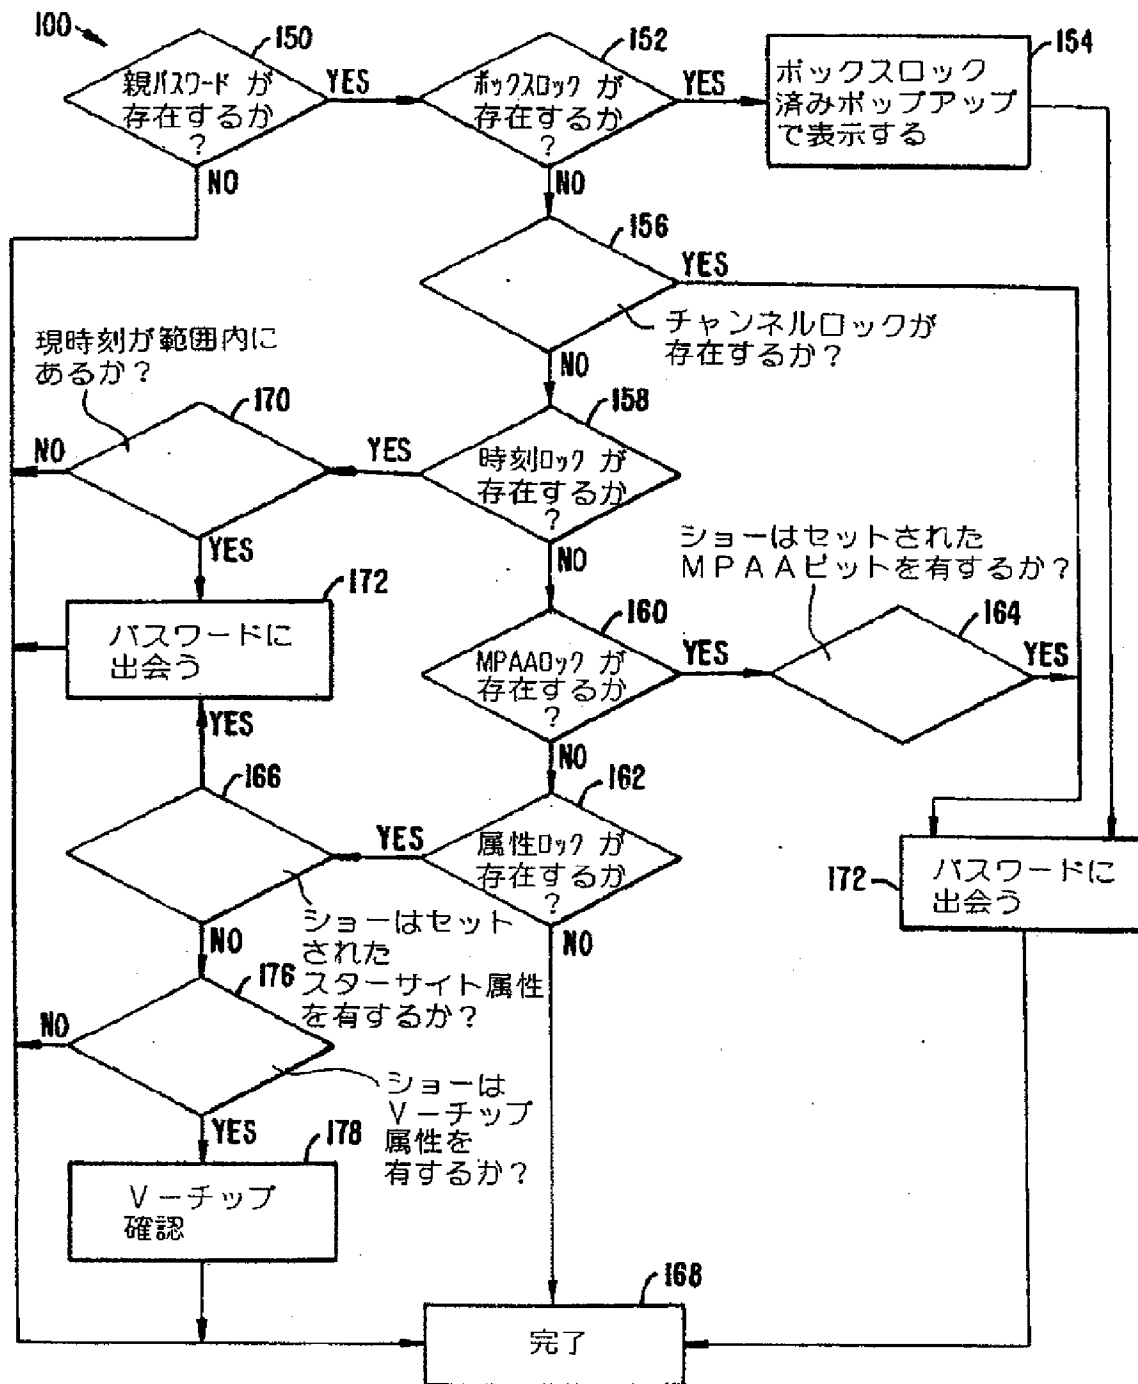 100
150
親パスワードが
存在するか
?
YES
NO
152
ボックスロックが
存在するか
?
YES
NO
154
ボックスロック
済みポップアップ
で表示する
156
YES
チャンネルロックが
存在するか?
NO
現時刻が範囲内に
あるか?
170
NO
YES
158
YES
時刻ロックが
存在するか
?
NO
172
パスワードに
出会う
ショーはセットされた
MPAAビットを有するか?
160
MPAAロックが
存在するか
?
YES
NO
164
YES
YES
166
NO
ショーはセット
された
スターサイト属性
を有するか?
162
YES
属性ロックが
存在するか
?
NO
172
パスワードに
出会う
176
NO
YES
ショーは
Vーチップ
属性を
有するか?
178
Vーチップ
確認
168
完了